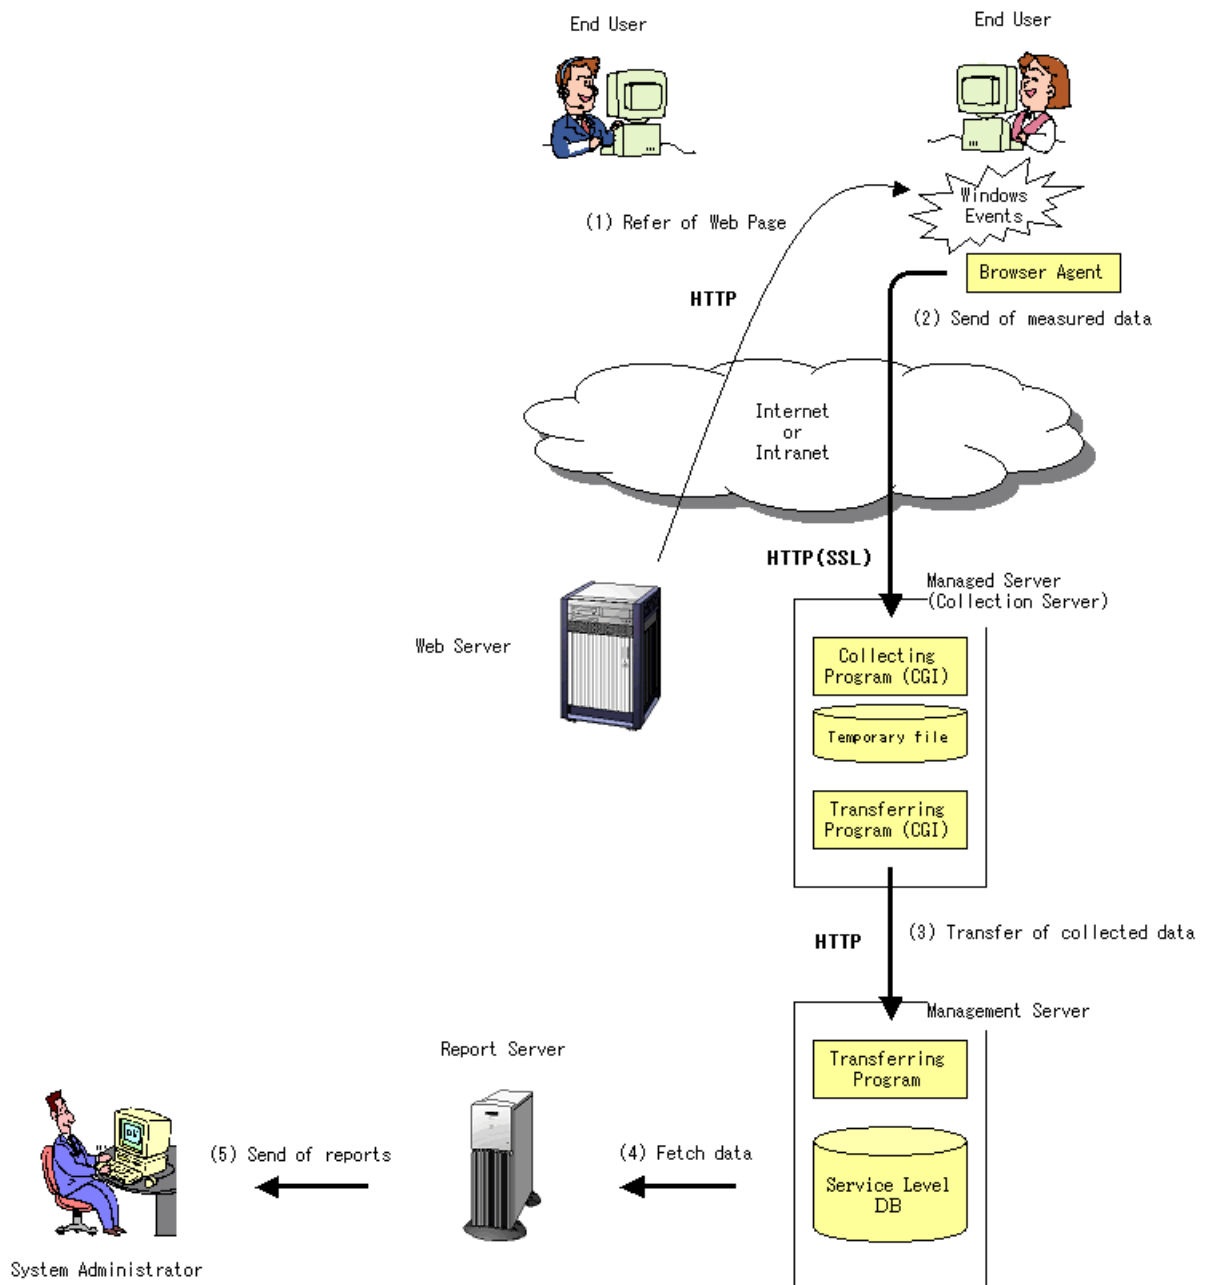 End User
End User
Windows
Events
(1) Refer of Web Page
Browser Agent
HTTP
(2) Send of measured data
Internet
or
Intranet
HTTP(SSL)
Managed Server
(Collection Server)
Web Server
Collecting
Program (CGI)
Temporary file
Transferring
Program (CGI)
HTTP
(3) Transfer of collected data
Management Server
Report Server
Transferring
Program
(5) Send of reports
(4) Fetch data
Service Level
DB
System Administrator